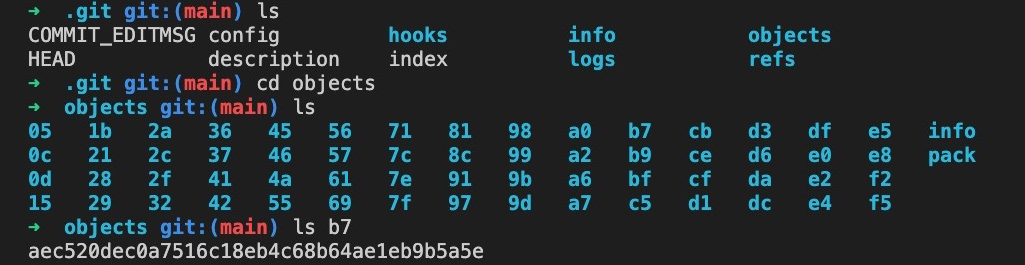 ➜ .git git:(main) ls
COMMIT_EDITMSG config hooks info objects
HEAD description index logs refs
➜ .git git:(main) cd objects
➜ objects git:(main) ls
05 1b 2a 36 45 56 71 81 98 a0 b7 cb d3 df e5 info
0c 21 2c 37 46 57 7c 8c 99 a2 b9 ce d6 e0 e8 pack
0d 28 2f 41 4a 61 7e 91 9b a6 bf cf da e2 f2
15 29 32 42 55 69 7f 97 9d a7 c5 d1 dc e4 f5
➜ objects git:(main) ls b7
aec520dec0a7516c18eb4c68b64ae1eb9b5a5e